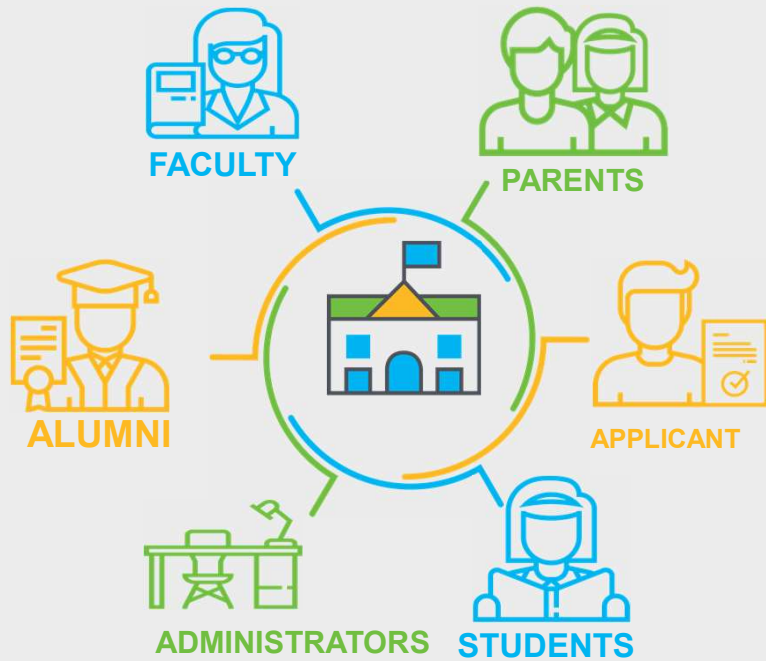 FACULTY
PARENTS
ALUMNI
APPLICANT
ADMINISTRATORS
STUDENTS